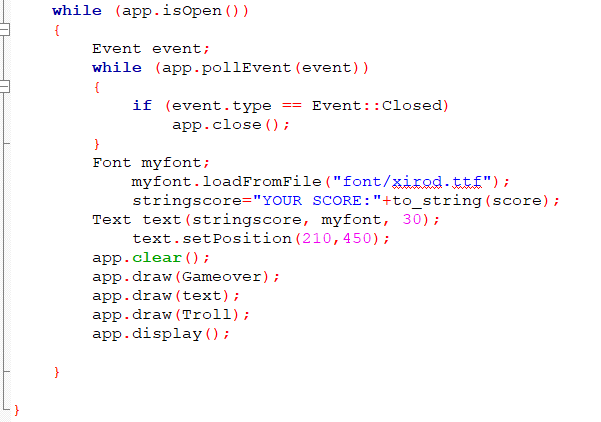 while (app.isOpen())
{
Event event;
while (app.pollEvent(event))
{
if (event.type == Event::Closed)
app.close();
}
Font myfont;
myfont.loadFromFile("font/xirod.ttf");
stringscore="YOUR SCORE:"+to_string(score);
Text text(stringscore, myfont, 30);
text.setPosition(210,450);
app.clear();
app.draw(Gameover);
app.draw(text);
app.draw(Troll);
app.display();
}
}